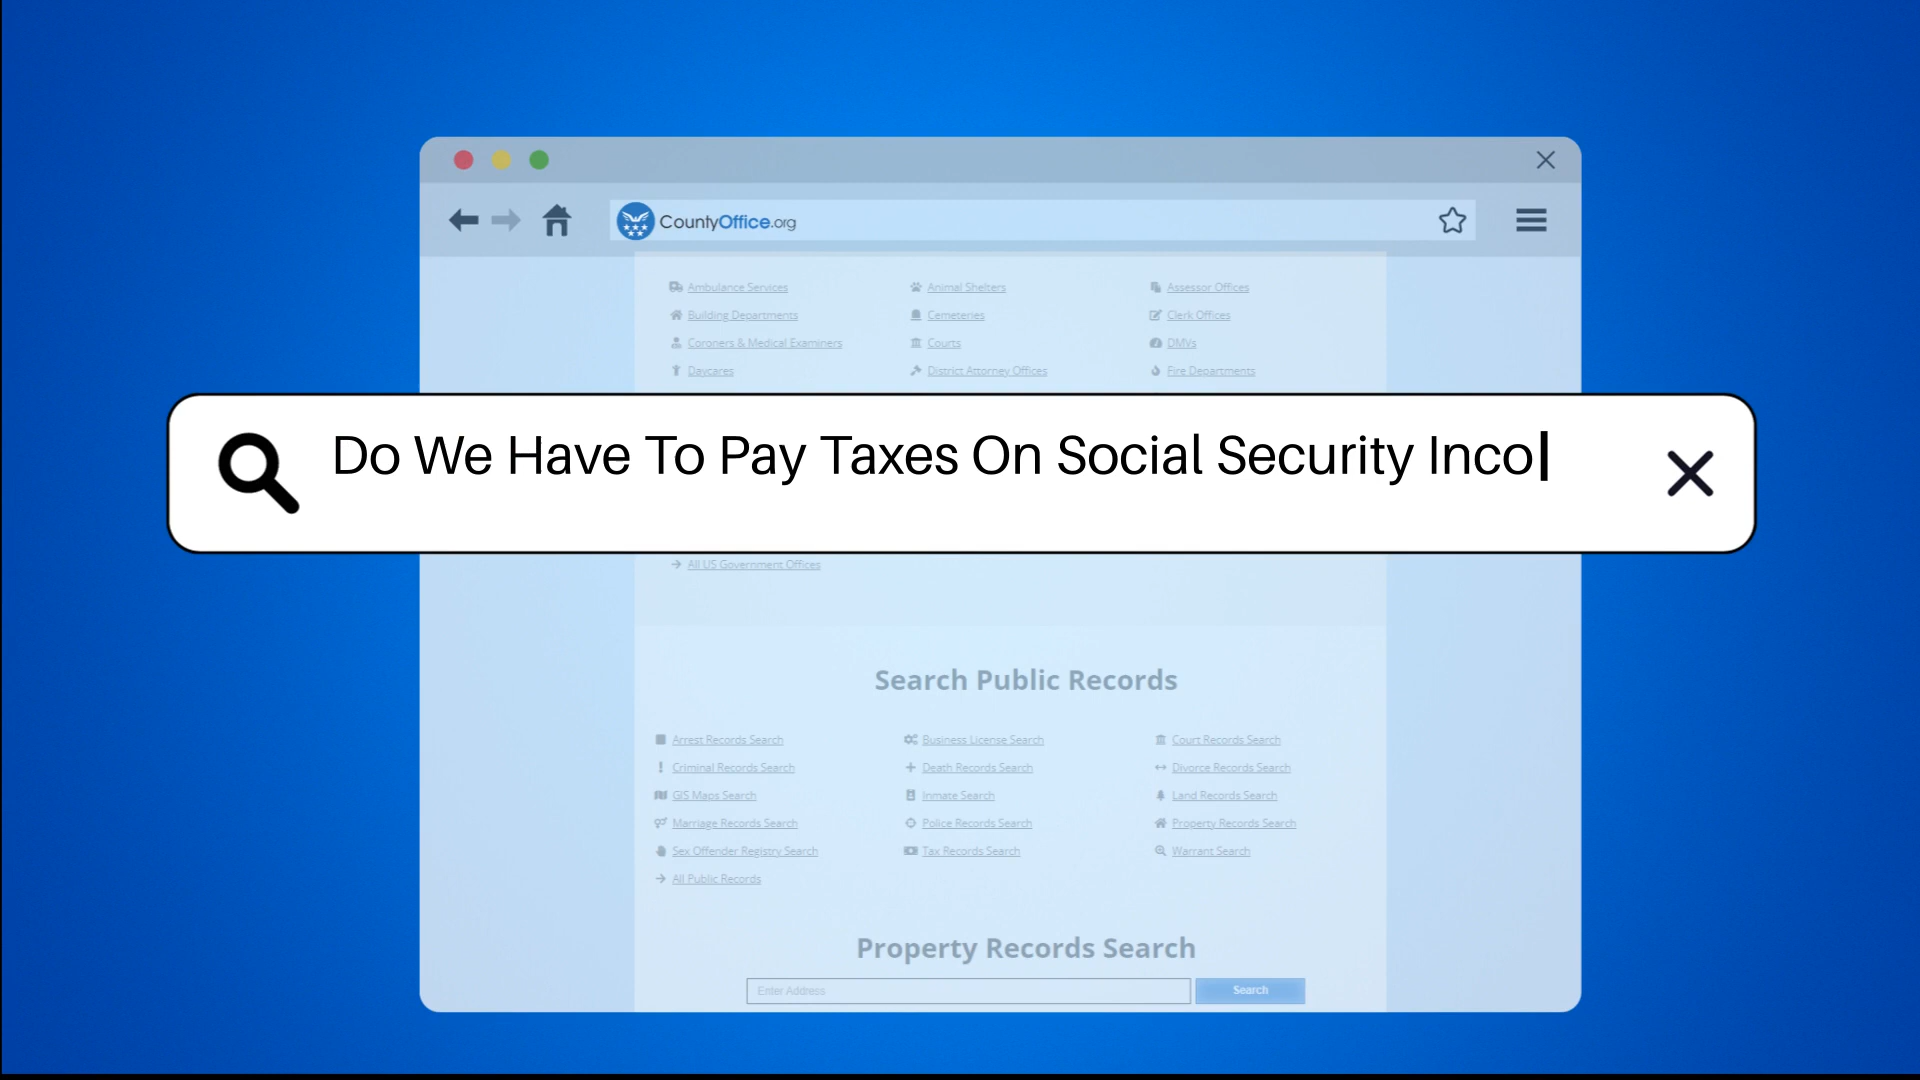 CountyOffice.org
Ambulance Services Animal Shelters Assessor Offices
Building Departments Cemeteries Clerk Offices
Coroners & Medical Examiners Courts DMVs
Daycares District Attorney Offices Fire Departments
Do We Have To Pay Taxes On Social Security Inco
All US Government Offices
Search Public Records
Arrest Records Search Business License Search Court Records Search
Criminal Records Search Death Records Search Divorce Records Search
GIS Maps Search Inmate Search Land Records Search
Marriage Records Search Police Records Search Property Records Search
Sex Offender Registry Search Tax Records Search Warrant Search
All Public Records
Property Records Search
Enter Address Search